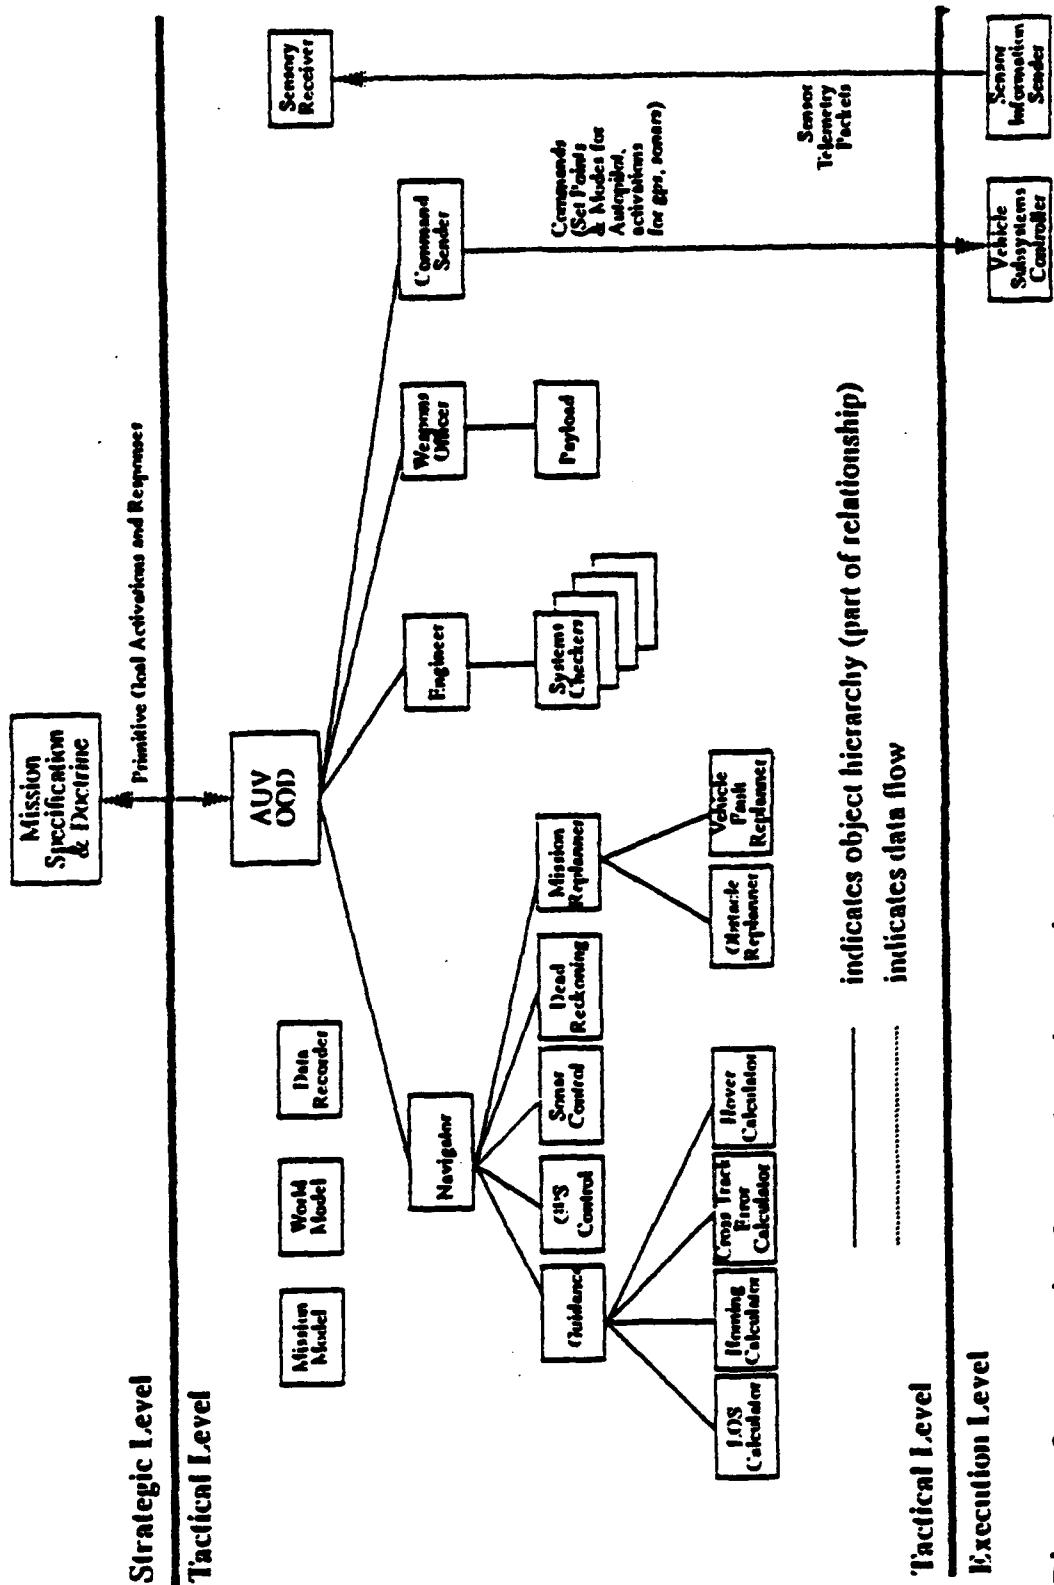 Mission
Specification
& Doctrine
Primitive Goal Activations and Responses
Strategic Level
Tactical Level
Mission
Model
World
Model
Data
Recorder
AUV
OOD
Sensory
Receiver
Navigator
Engineer
Weapons
Officer
Command
Sender
Guidance
GPS
Control
Sonar
Control
Dead
Reckoning
Mission
Replanner
Systems
Checkers
Payload
Commands
(Set Points
& Modes for
Autopilot,
activations
for gps, sonars)
LOS
Calculator
Homing
Calculator
Cross Track
Error
Calculator
Hover
Calculator
Obstacle
Replanner
Vehicle
Fault
Replanner
Sensor
Telemetry
Packets
indicates object hierarchy (part of relationship)
indicates data flow
Tactical Level
Execution Level
Vehicle
Subsystems
Controller
Sensor
Information
Sender